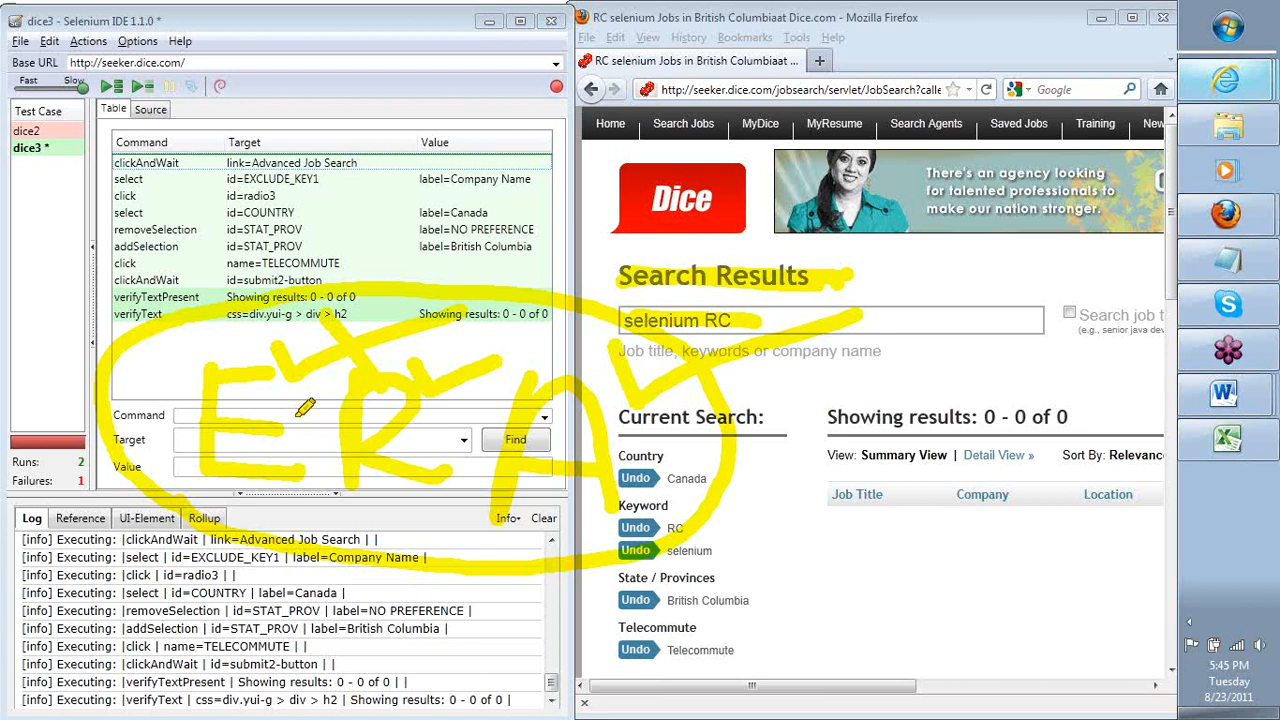 dice3 - Selenium IDE 1.1.0 *
File Edit Actions Options Help
Base URL http://seeker.dice.com/
Fast Slow
Test Case
dice2
dice3 *
Table Source
Command Target Value
clickAndWait link=Advanced Job Search
select id=EXCLUDE_KEY1 label=Company Name
click id=radio3
select id=COUNTRY label=Canada
removeSelection id=STAT_PROV label=NO PREFERENCE
addSelection id=STAT_PROV label=British Columbia
click name=TELECOMMUTE
clickAndWait id=submit2-button
verifyTextPresent Showing results: 0 - 0 of 0
verifyText css=div.yui-g > div > h2 Showing results: 0 - 0 of 0
E R A
Command
Target Find
Value
Runs: 2
Failures: 1
Log Reference UI-Element Rollup Info Clear
[info] Executing: |clickAndWait | link=Advanced Job Search | |
[info] Executing: |select | id=EXCLUDE_KEY1 | label=Company Name |
[info] Executing: |click | id=radio3 | |
[info] Executing: |select | id=COUNTRY | label=Canada |
[info] Executing: |removeSelection | id=STAT_PROV | label=NO PREFERENCE |
[info] Executing: |addSelection | id=STAT_PROV | label=British Columbia |
[info] Executing: |click | name=TELECOMMUTE | |
[info] Executing: |clickAndWait | id=submit2-button | |
[info] Executing: |verifyTextPresent | Showing results: 0 - 0 of 0 | |
[info] Executing: |verifyText | css=div.yui-g > div > h2 | Showing results: 0 - 0 of 0 |
RC selenium Jobs in British Columbiaat Dice.com - Mozilla Firefox
File Edit View History Bookmarks Tools Help
RC selenium Jobs in British Columbiaat ...
http://seeker.dice.com/jobsearch/servlet/JobSearch?calle
Google
Home Search Jobs MyDice MyResume Search Agents Saved Jobs Training New
Dice
There's an agency looking
for talented professionals to
make our nation stronger.
Search Results
selenium RC
Search job t
(e.g., senior java dev
Job title, keywords or company name
Current Search:
Country
Undo Canada
Keyword
Undo RC
Undo selenium
State / Provinces
Undo British Columbia
Telecommute
Undo Telecommute
Showing results: 0 - 0 of 0
View: Summary View | Detail View » Sort By: Relevance
Job Title Company Location
5:45 PM
Tuesday
8/23/2011